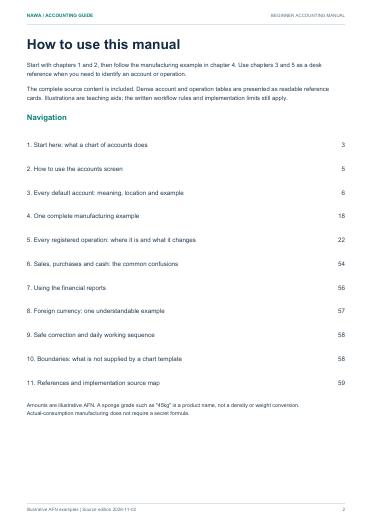 NAWA | ACCOUNTING GUIDE
BEGINNER ACCOUNTING MANUAL
How to use this manual
Start with chapters 1 and 2, then follow the manufacturing example in chapter 4. Use chapters 3 and 5 as a desk
reference when you need to identify an account or operation.
The complete source content is included. Dense account and operation tables are presented as readable reference
cards. Illustrations are teaching aids; the written workflow rules and implementation limits still apply.
Navigation
1. Start here: what a chart of accounts does 3
2. How to use the accounts screen 5
3. Every default account: meaning, location and example 6
4. One complete manufacturing example 18
5. Every registered operation: where it is and what it changes 22
6. Sales, purchases and cash: the common confusions 54
7. Using the financial reports 56
8. Foreign currency: one understandable example 57
9. Safe correction and daily working sequence 58
10. Boundaries: what is not supplied by a chart template 58
11. References and implementation source map 59
Amounts are illustrative AFN. A sponge grade such as "45kg" is a product name, not a density or weight conversion.
Actual-consumption manufacturing does not require a secret formula.
Illustrative AFN examples | Source edition 2026-11-03
2